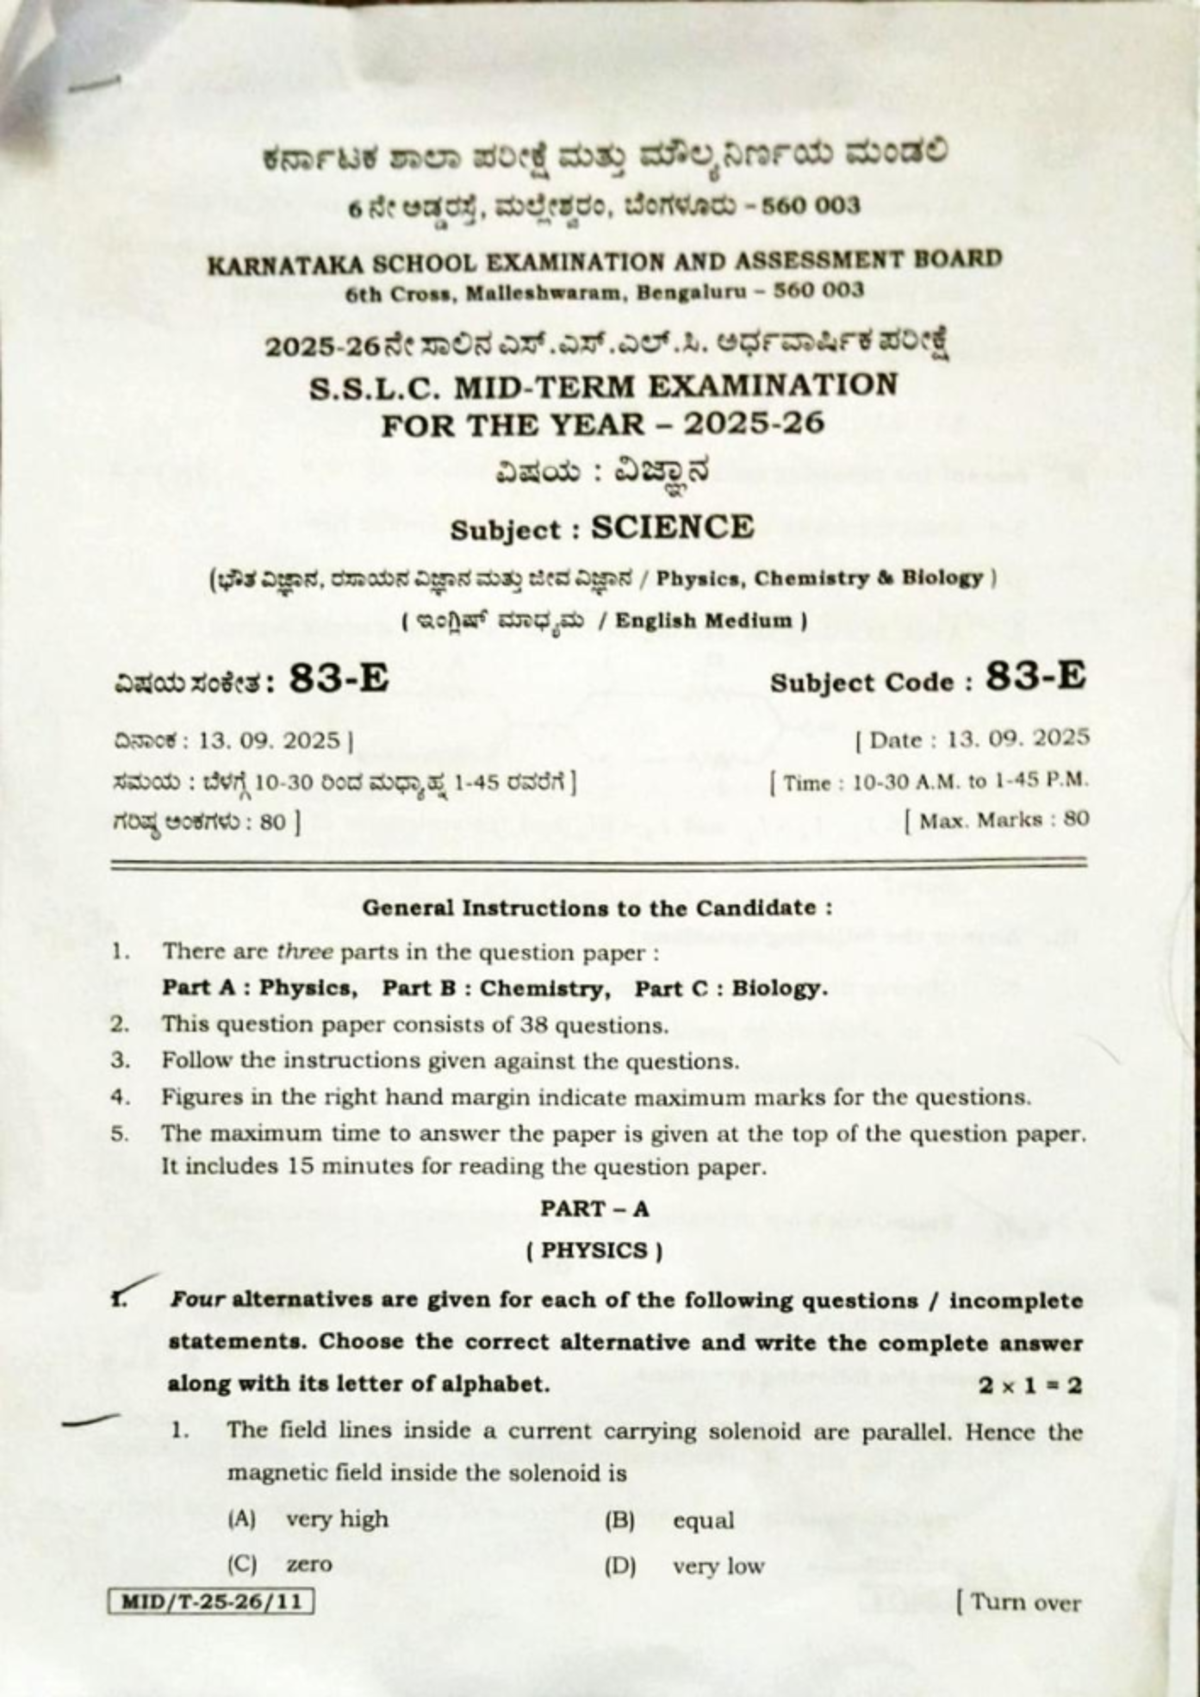 ಕರ್ನಾಟಕ ಶಾಲಾ ಪರೀಕ್ಷೆ ಮತ್ತು ಮೌಲ್ಯನಿರ್ಣಯ ಮಂಡಲಿ
6 ನೇ ಅಡ್ಡರಸ್ತೆ, ಮಲ್ಲೇಶ್ವರಂ, ಬೆಂಗಳೂರು – 560 003
KARNATAKA SCHOOL EXAMINATION AND ASSESSMENT BOARD
6th Cross, Malleshwaram, Bengaluru – 560 003
2025-26ನೇ ಸಾಲಿನ ಎಸ್.ಎಸ್.ಎಲ್.ಸಿ. ಅರ್ಧವಾರ್ಷಿಕ ಪರೀಕ್ಷೆ
S.S.L.C. MID-TERM EXAMINATION
FOR THE YEAR – 2025-26
ವಿಷಯ : ವಿಜ್ಞಾನ
Subject : SCIENCE
(ಭೌತ ವಿಜ್ಞಾನ, ರಸಾಯನ ವಿಜ್ಞಾನ ಮತ್ತು ಜೀವ ವಿಜ್ಞಾನ / Physics, Chemistry & Biology )
( ಇಂಗ್ಲಿಷ್ ಮಾಧ್ಯಮ / English Medium )
ವಿಷಯ ಸಂಕೇತ : 83-E Subject Code : 83-E
ದಿನಾಂಕ : 13. 09. 2025 ] [ Date : 13. 09. 2025
ಸಮಯ : ಬೆಳಗ್ಗೆ 10-30 ರಿಂದ ಮಧ್ಯಾಹ್ನ 1-45 ರವರೆಗೆ ] [ Time : 10-30 A.M. to 1-45 P.M.
ಗರಿಷ್ಠ ಅಂಕಗಳು : 80 ] [ Max. Marks : 80
General Instructions to the Candidate :
1. There are three parts in the question paper :
Part A : Physics, Part B : Chemistry, Part C : Biology.
2. This question paper consists of 38 questions.
3. Follow the instructions given against the questions.
4. Figures in the right hand margin indicate maximum marks for the questions.
5. The maximum time to answer the paper is given at the top of the question paper.
It includes 15 minutes for reading the question paper.
PART – A
( PHYSICS )
I. Four alternatives are given for each of the following questions / incomplete
statements. Choose the correct alternative and write the complete answer
along with its letter of alphabet. 2 × 1 = 2
1. The field lines inside a current carrying solenoid are parallel. Hence the
magnetic field inside the solenoid is
(A) very high (B) equal
(C) zero (D) very low
MID/T-25-26/11 [ Turn over